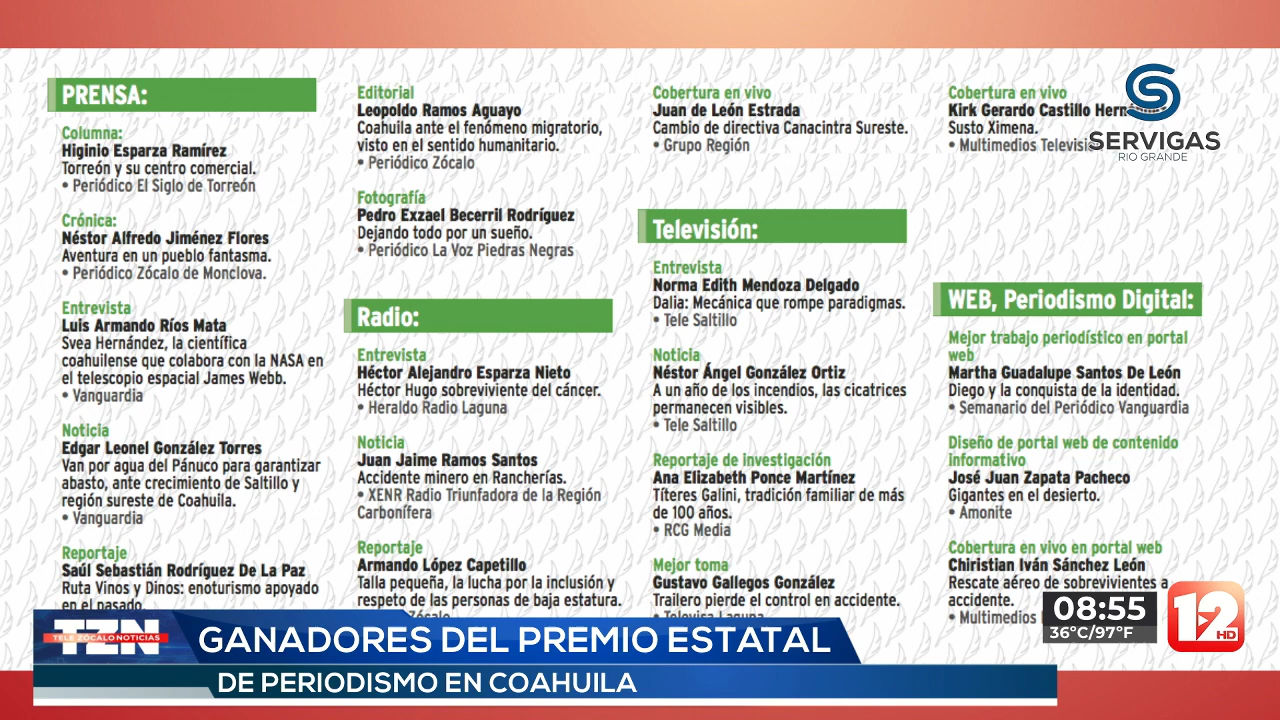 PRENSA:
Columna:
Higinio Esparza Ramírez
Torreón y su centro comercial.
• Periódico El Siglo de Torreón
Crónica:
Néstor Alfredo Jiménez Flores
Aventura en un pueblo fantasma.
• Periódico Zócalo de Monclova.
Entrevista
Luis Armando Ríos Mata
Svea Hernández, la científica
coahuilense que colabora con la NASA en
el telescopio espacial James Webb.
• Vanguardia
Noticia
Edgar Leonel González Torres
Van por agua del Pánuco para garantizar
abasto, ante crecimiento de Saltillo y
región sureste de Coahuila.
• Vanguardia
Reportaje
Saúl Sebastián Rodríguez De La Paz
Ruta Vinos y Dinos: enoturismo apoyado
en el pasado.
Editorial
Leopoldo Ramos Aguayo
Coahuila ante el fenómeno migratorio,
visto en el sentido humanitario.
• Periódico Zócalo
Fotografía
Pedro Exzael Becerril Rodríguez
Dejando todo por un sueño.
• Periódico La Voz Piedras Negras
Radio:
Entrevista
Héctor Alejandro Esparza Nieto
Héctor Hugo sobreviviente del cáncer.
• Heraldo Radio Laguna
Noticia
Juan Jaime Ramos Santos
Accidente minero en Rancherías.
• XENR Radio Triunfadora de la Región
Carbonífera
Reportaje
Armando López Capetillo
Talla pequeña, la lucha por la inclusión y
respeto de las personas de baja estatura.
Zócalo
Cobertura en vivo
Juan de León Estrada
Cambio de directiva Canacintra Sureste.
• Grupo Región
Televisión:
Entrevista
Norma Edith Mendoza Delgado
Dalia: Mecánica que rompe paradigmas.
• Tele Saltillo
Noticia
Néstor Ángel González Ortiz
A un año de los incendios, las cicatrices
permanecen visibles.
• Tele Saltillo
Reportaje de investigación
Ana Elizabeth Ponce Martínez
Títeres Galini, tradición familiar de más
de 100 años.
• RCG Media
Mejor toma
Gustavo Gallegos González
Trailero pierde el control en accidente.
• Televisa Laguna
Cobertura en vivo
Kirk Gerardo Castillo Hern
Susto Ximena.
• Multimedios Televisi
SERVIGAS
RIO GRANDE
WEB, Periodismo Digital:
Mejor trabajo periodístico en portal
web
Martha Guadalupe Santos De León
Diego y la conquista de la identidad.
• Semanario del Periódico Vanguardia
Diseño de portal web de contenido
informativo
José Juan Zapata Pacheco
Gigantes en el desierto.
• Amonite
Cobertura en vivo en portal web
Chiristian Iván Sánchez León
Rescate aéreo de sobrevivientes a
accidente.
• Multimedios
TZN
TELE ZÓCALO NOTICIAS
GANADORES DEL PREMIO ESTATAL
DE PERIODISMO EN COAHUILA
08:55
36°C/97°F
12
HD